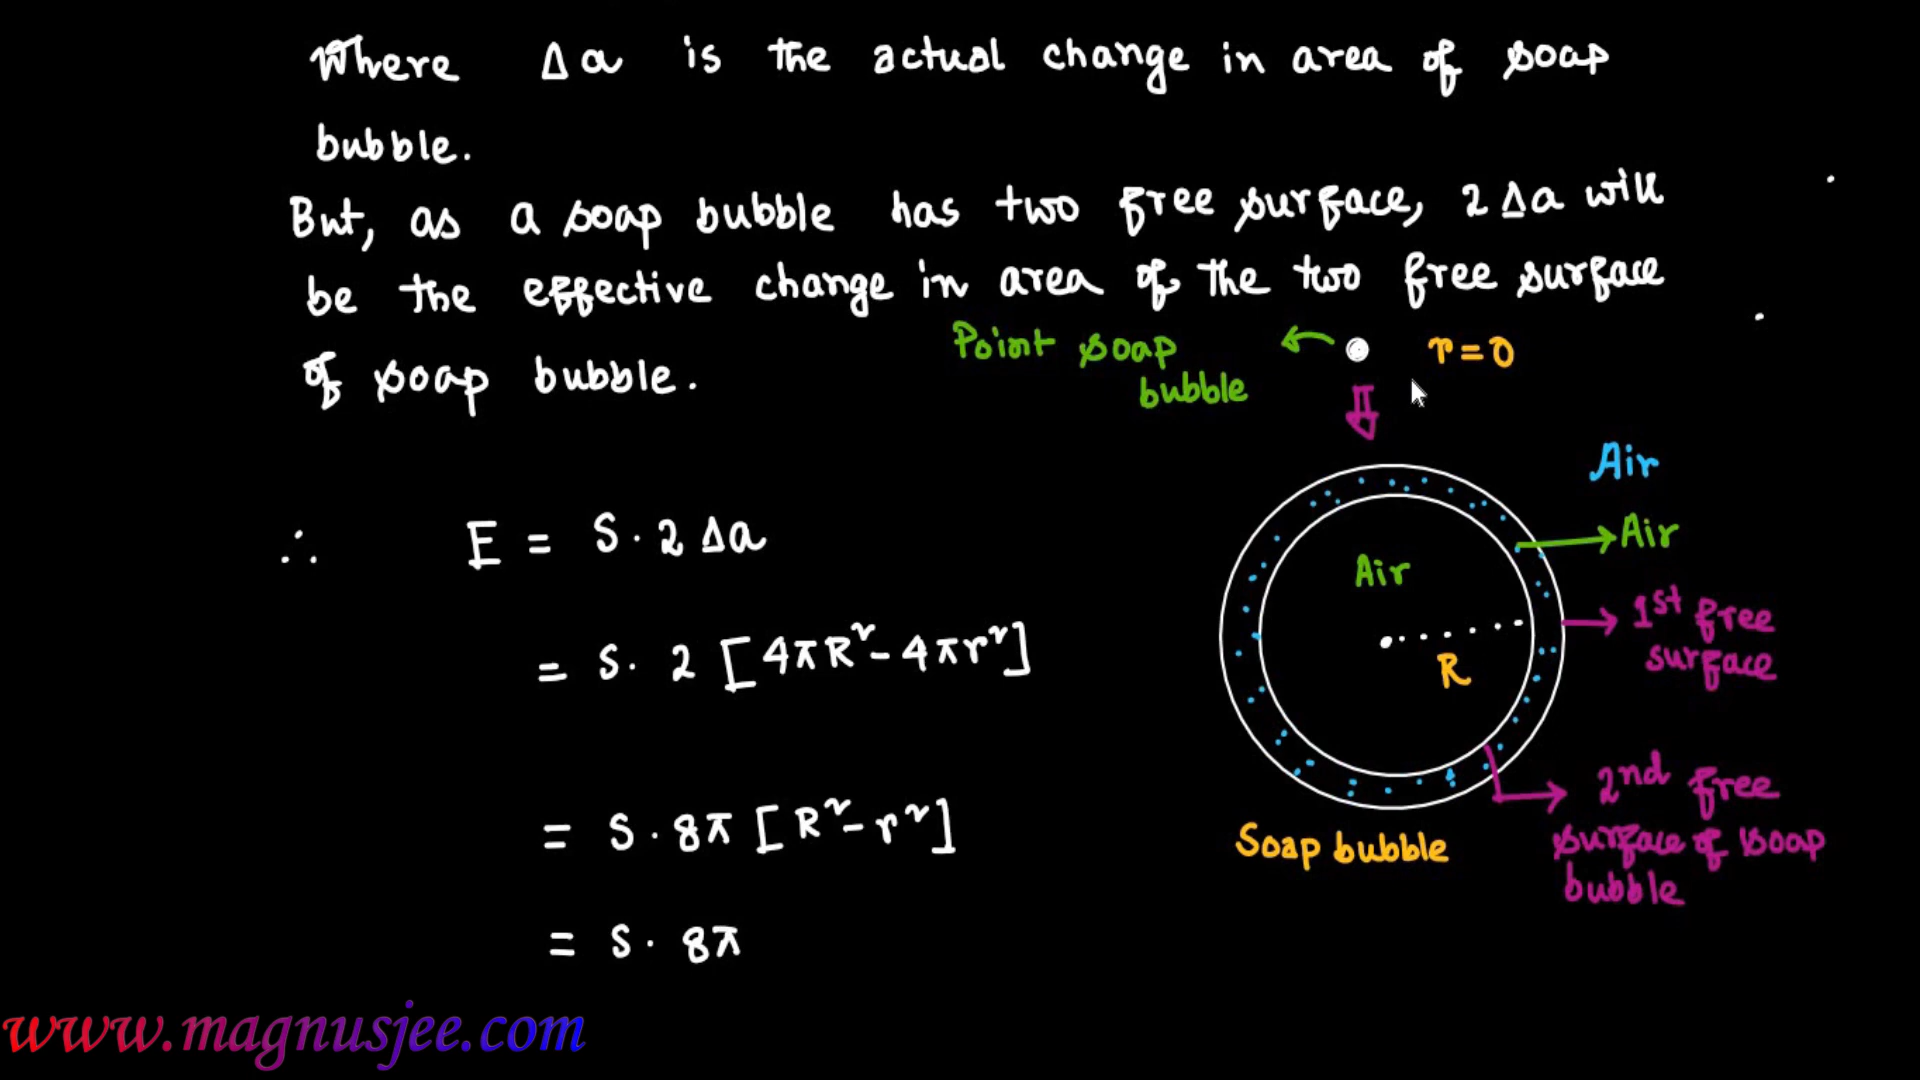 Where Δa is the actual change in area of soap
bubble.
But, as a soap bubble has two free surface, 2Δa will
be the effective change in area of the two free surface
of soap bubble.
Point soap
bubble
r=0
∴ E = S·2Δa
= S·2[4πR²-4πr²]
= S·8π[R²-r²]
= S·8π
Air
Air
Air
R
1st free
surface
2nd free
surface of soap
bubble
Soap bubble
www.magnusjee.com